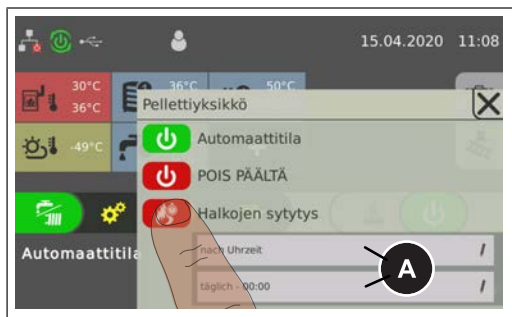 15.04.2020 11:08
30°C 36°C 50°C
36°C
Pellettiyksikkö
-49°C
Automaattitila
POIS PÄÄLTÄ
Halkojen sytytys
Automaattitila
nach Uhrzeit
täglich - 00:00
A